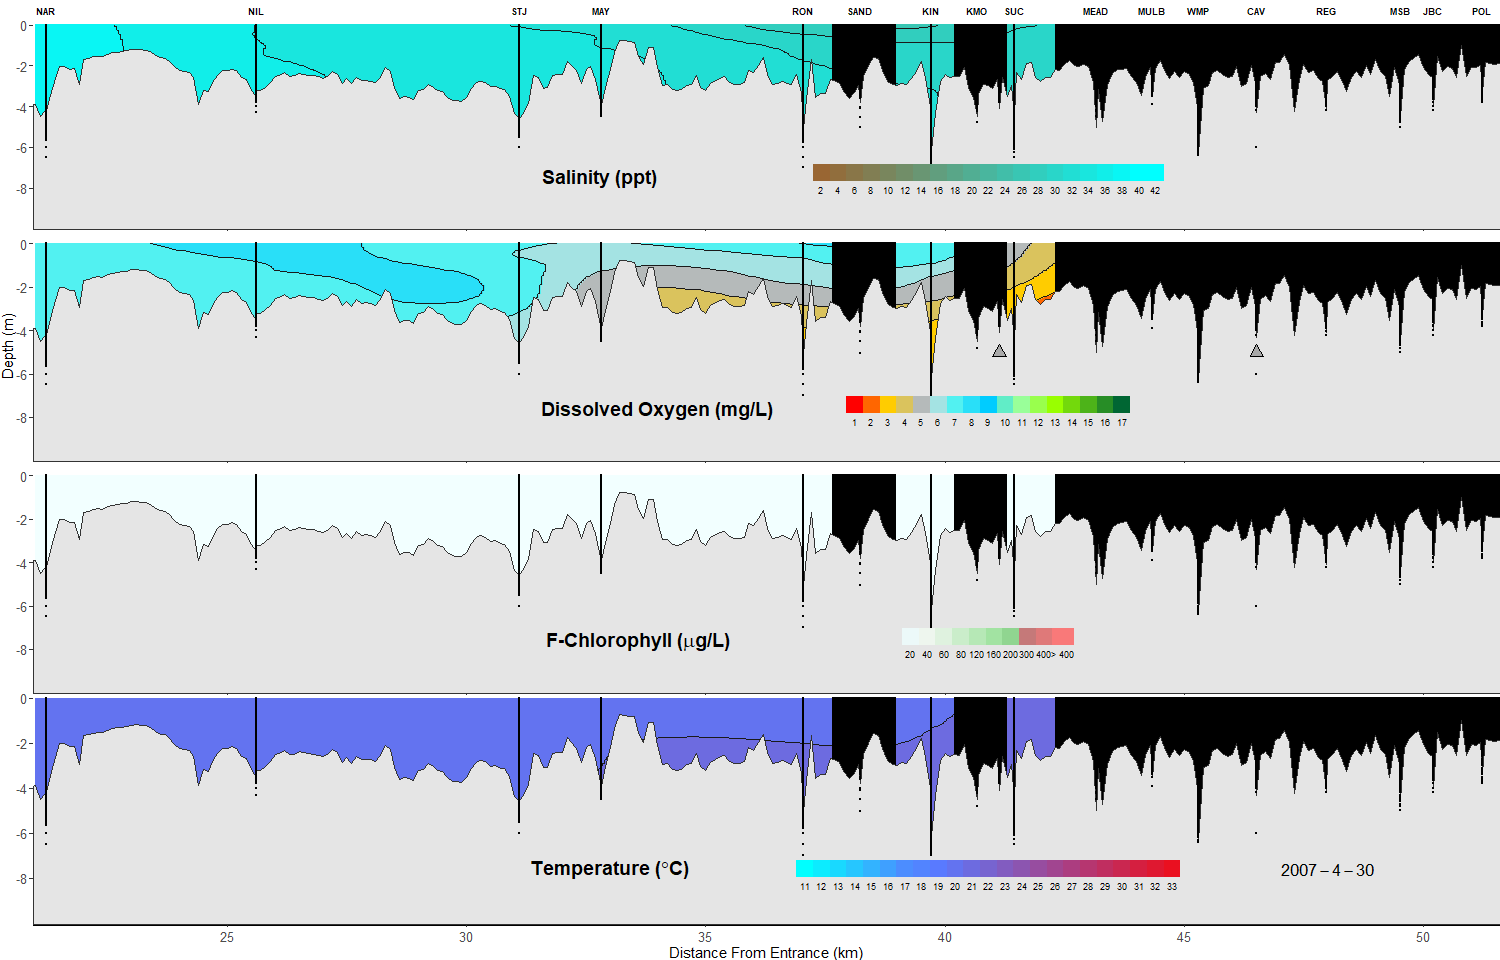 NAR NIL STJ MAY RON SAND KIN KMO SUC MEAD MULB WMP CAV REG MSB JBC POL
0
-2
-4
-6
-8
Salinity (ppt)
2 4 6 8 10 12 14 16 18 20 22 24 26 28 30 32 34 36 38 40 42
0
-2
-4
-6
-8
Depth (m)
Dissolved Oxygen (mg/L)
1 2 3 4 5 6 7 8 9 10 11 12 13 14 15 16 17
0
-2
-4
-6
-8
F-Chlorophyll (μg/L)
20 40 60 80 120 160 200 300 400> 400
0
-2
-4
-6
-8
Temperature (°C)
11 12 13 14 15 16 17 18 19 20 21 22 23 24 25 26 27 28 29 30 31 32 33
2007 – 4 – 30
25 30 35 40 45 50
Distance From Entrance (km)